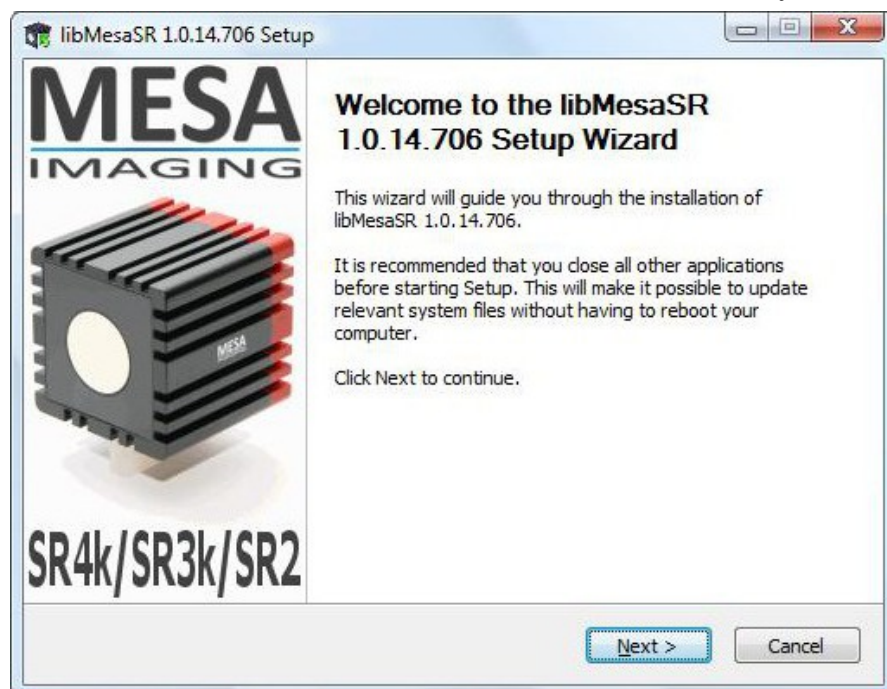 libMesaSR 1.0.14.706 Setup
MESA
IMAGING
MESA
SR4k/SR3k/SR2
Welcome to the libMesaSR
1.0.14.706 Setup Wizard
This wizard will guide you through the installation of
libMesaSR 1.0.14.706.
It is recommended that you close all other applications
before starting Setup. This will make it possible to update
relevant system files without having to reboot your
computer.
Click Next to continue.
Next >
Cancel